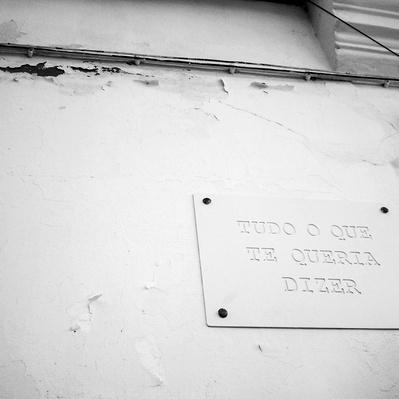 TUDO O QUE
TE QUERIA
DIZER